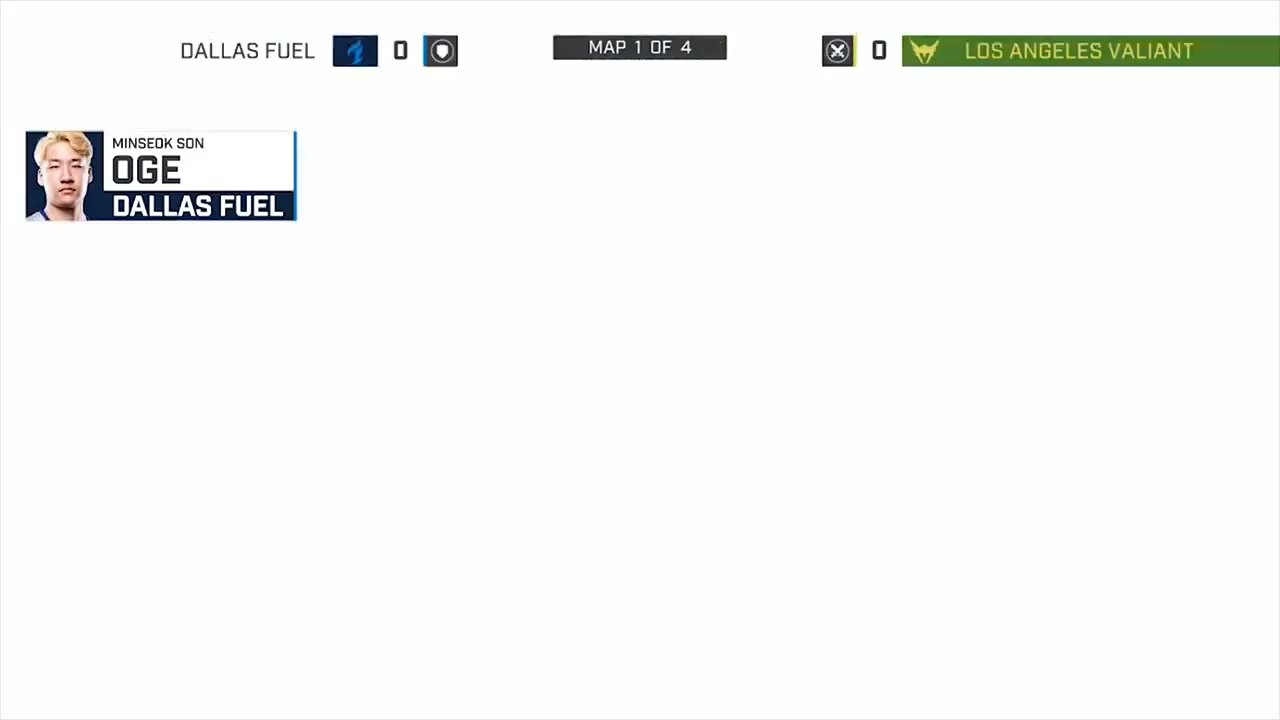 DALLAS FUEL 0 MAP 1 OF 4 0 LOS ANGELES VALIANT
MINSEOK SON
OGE
DALLAS FUEL